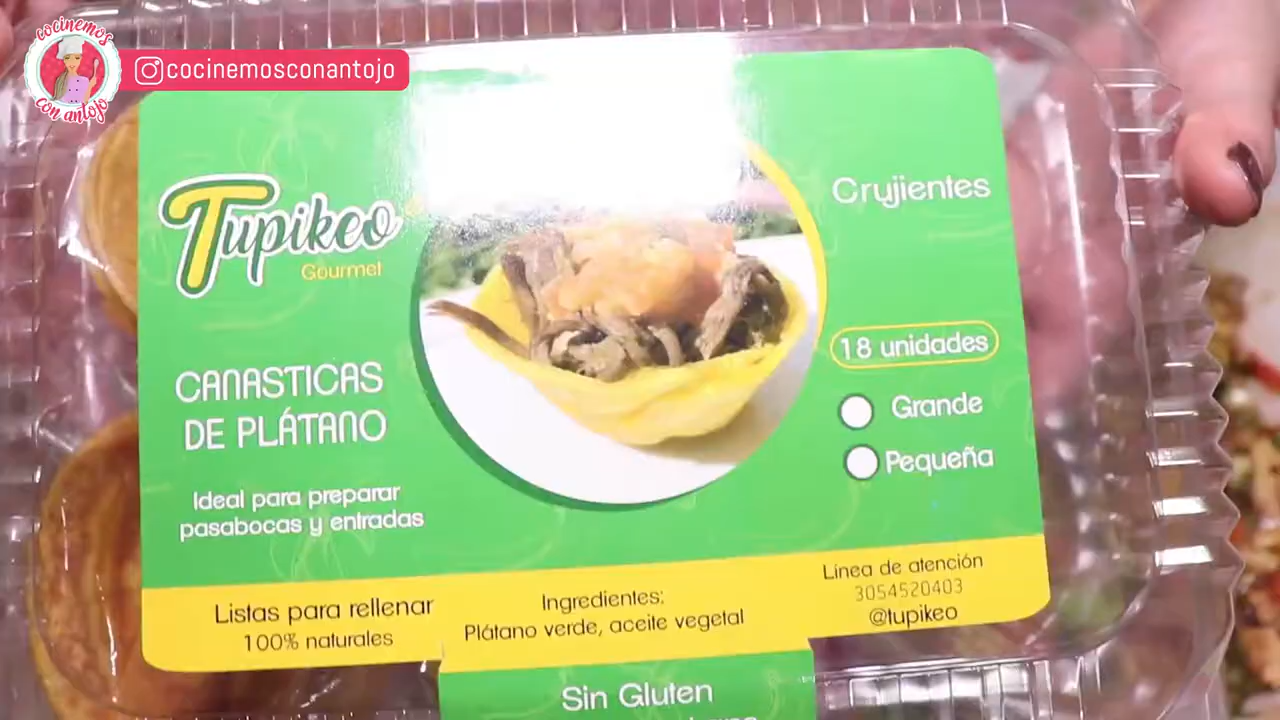 cocinemos
con antojo
cocinemosconantojo
Tupikeo
Gourmet
CANASTICAS
DE PLÁTANO
Ideal para preparar
pasabocas y entradas
Crujientes
18 unidades
Grande
Pequeña
Listas para rellenar
100% naturales
Ingredientes:
Plátano verde, aceite vegetal
Linea de atención
3054520403
@tupikeo
Sin Gluten